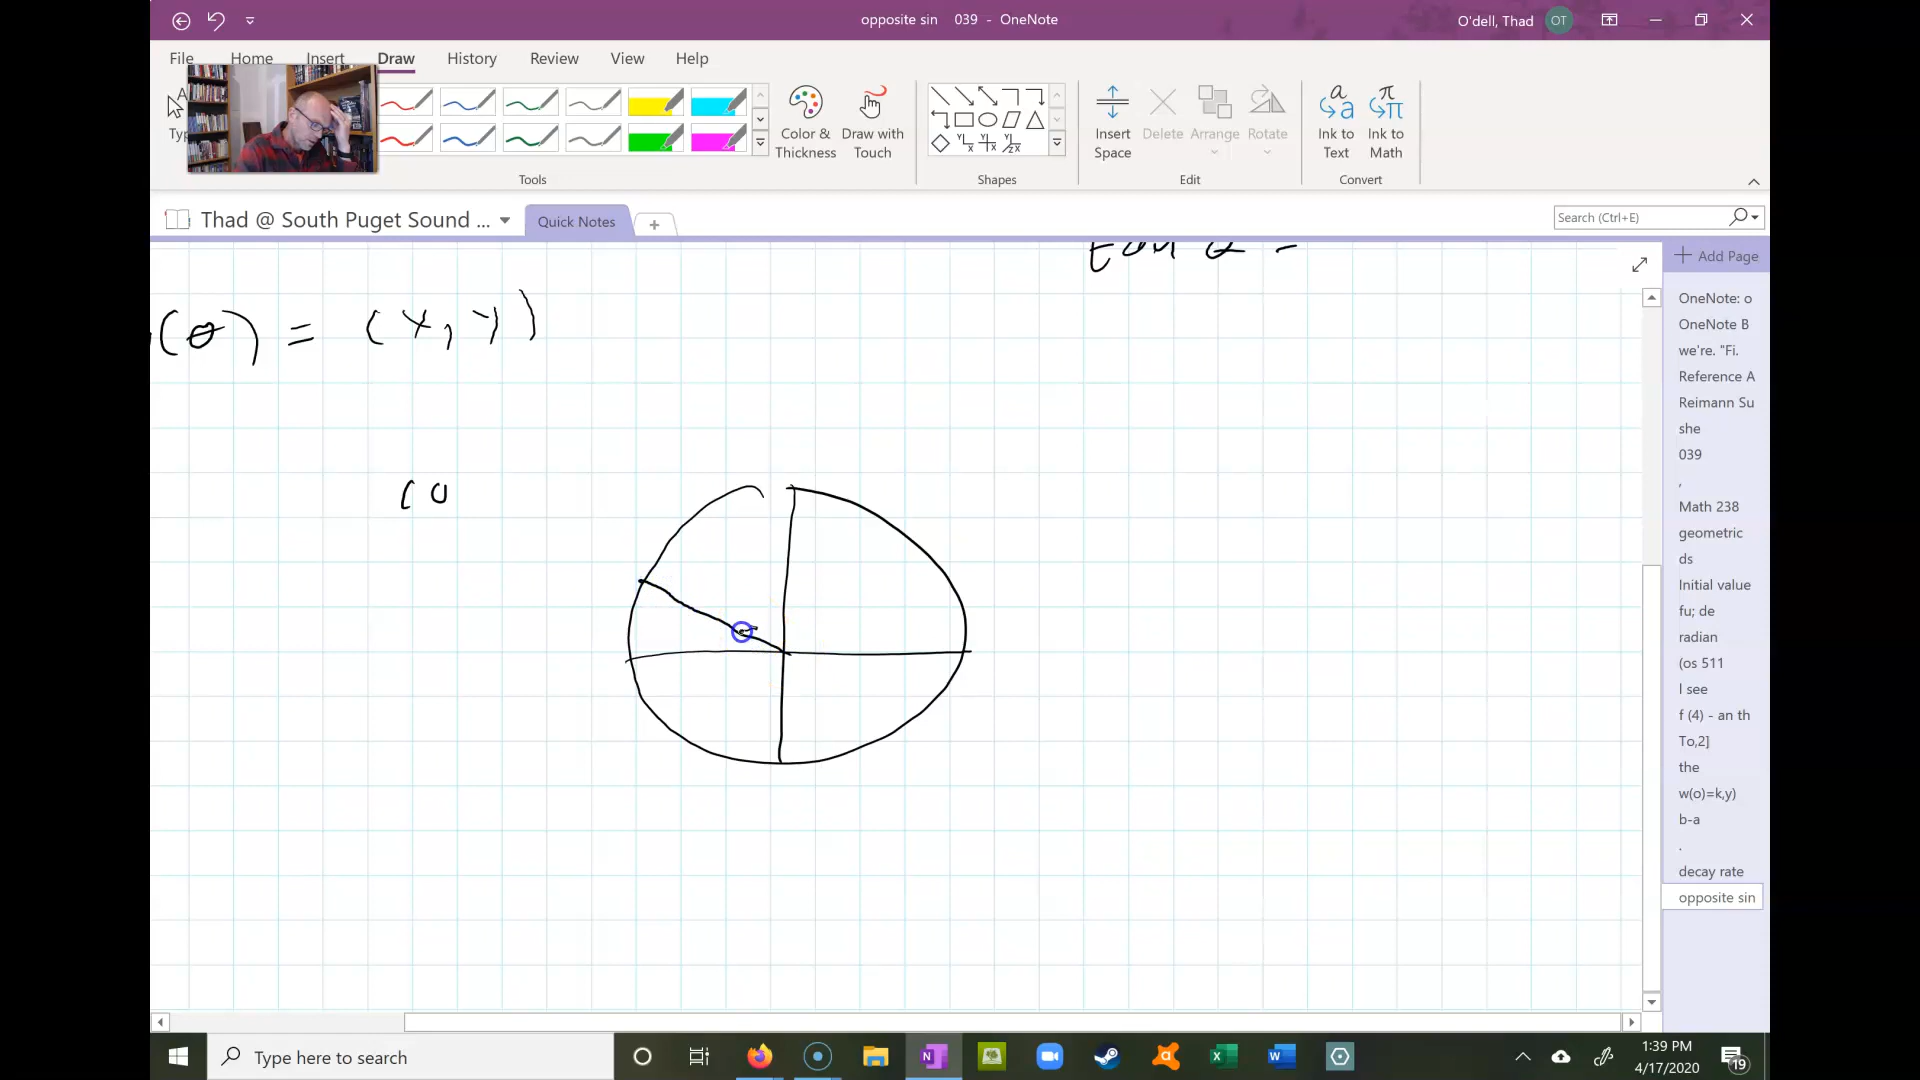 opposite sin 039 - OneNote
O'dell, Thad OT
File Home Insert Draw History Review View Help
Color & Thickness
Draw with Touch
Insert Space
Delete Arrange Rotate
Ink to Text
Ink to Math
Tools Shapes Edit Convert
Thad @ South Puget Sound ...
Quick Notes
Search (Ctrl+E)
Add Page
(θ) = (x, y)
(0
OneNote: o
OneNote B
we're. "Fi.
Reference A
Reimann Su
she
039
,
Math 238
geometric
ds
Initial value
fu; de
radian
(os 511
I see
f (4) - an th
To,2]
the
w(o)=k,y)
b-a
.
decay rate
opposite sin
Type here to search
1:39 PM
4/17/2020
19